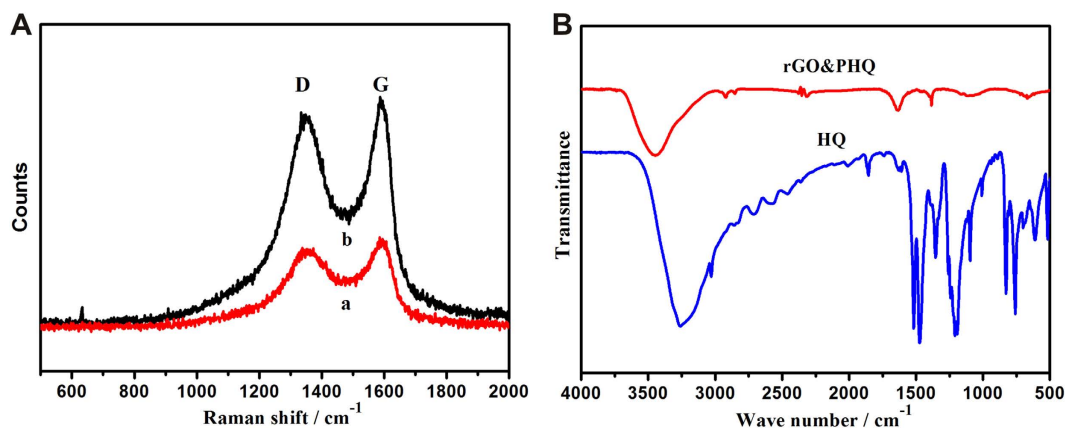 A
D
G
b
a
Counts
600 800 1000 1200 1400 1600 1800 2000
Raman shift / cm-1
B
rGO&PHQ
HQ
Transmittance
4000 3500 3000 2500 2000 1500 1000 500
Wave number / cm-1